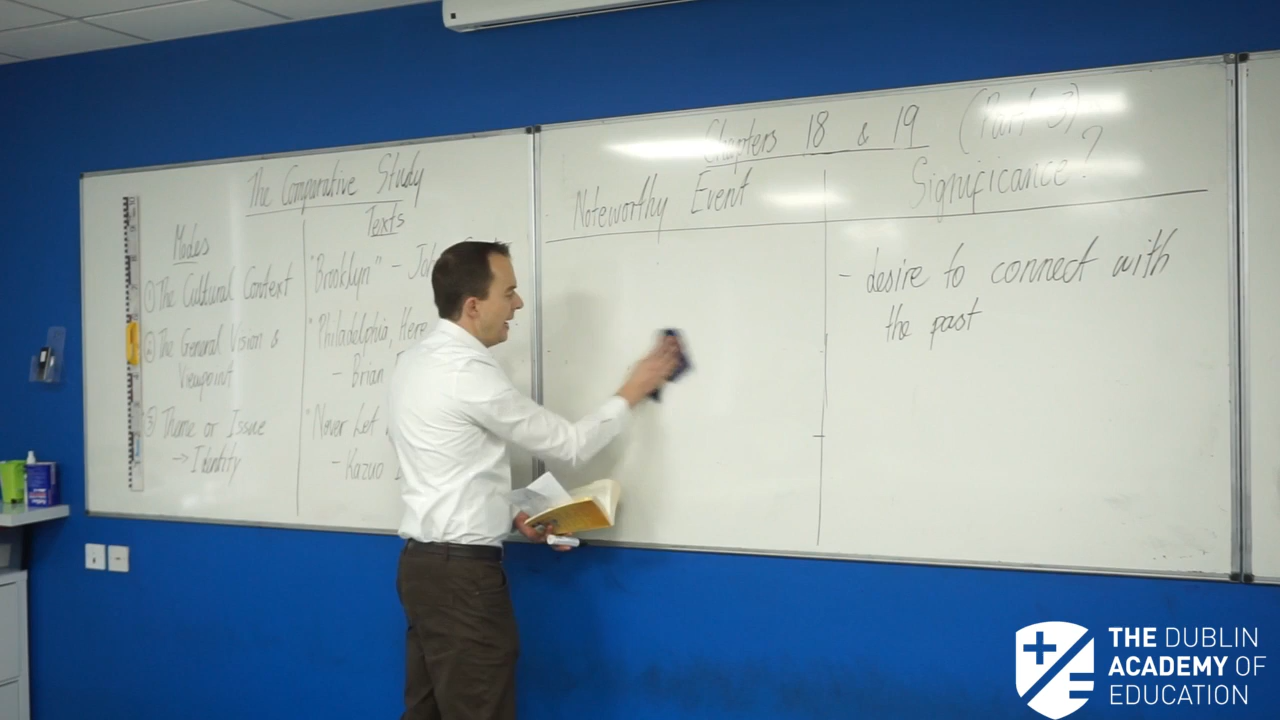 The Comparative Study
Modes
① The Cultural Context
② The General Vision &
Viewpoint
③ Theme or Issue
→ Identity
Texts
"Brooklyn" –
"Philadelphia, Here
– Brian
"Never Let
– Kazuo
Chapters 18 & 19 (Part 3)
Noteworthy Event
Significance?
- desire to connect with
the past
THE DUBLIN
ACADEMY OF
EDUCATION